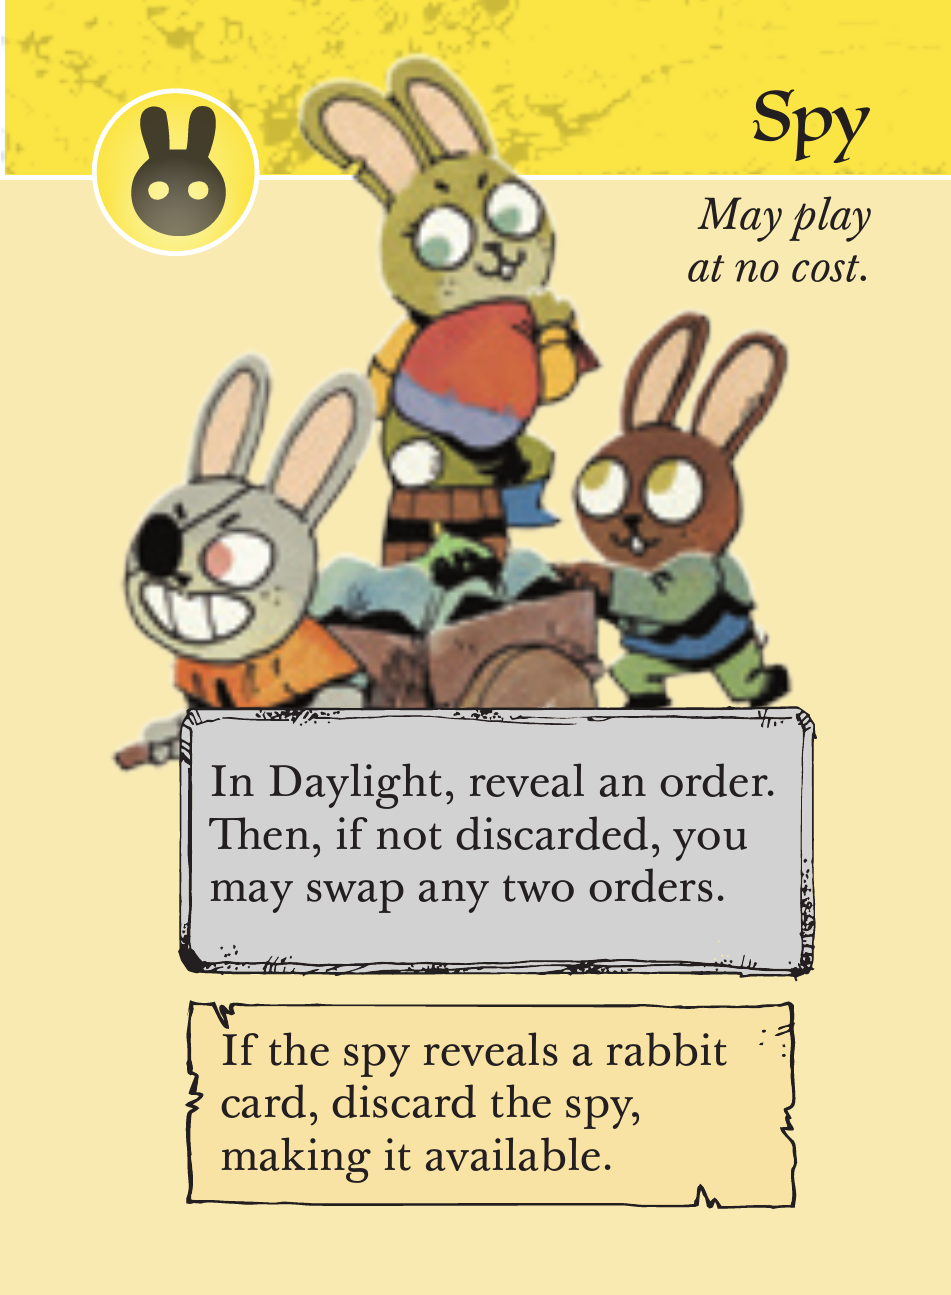 Spy
May play
at no cost.
In Daylight, reveal an order.
Then, if not discarded, you
may swap any two orders.
If the spy reveals a rabbit
card, discard the spy,
making it available.